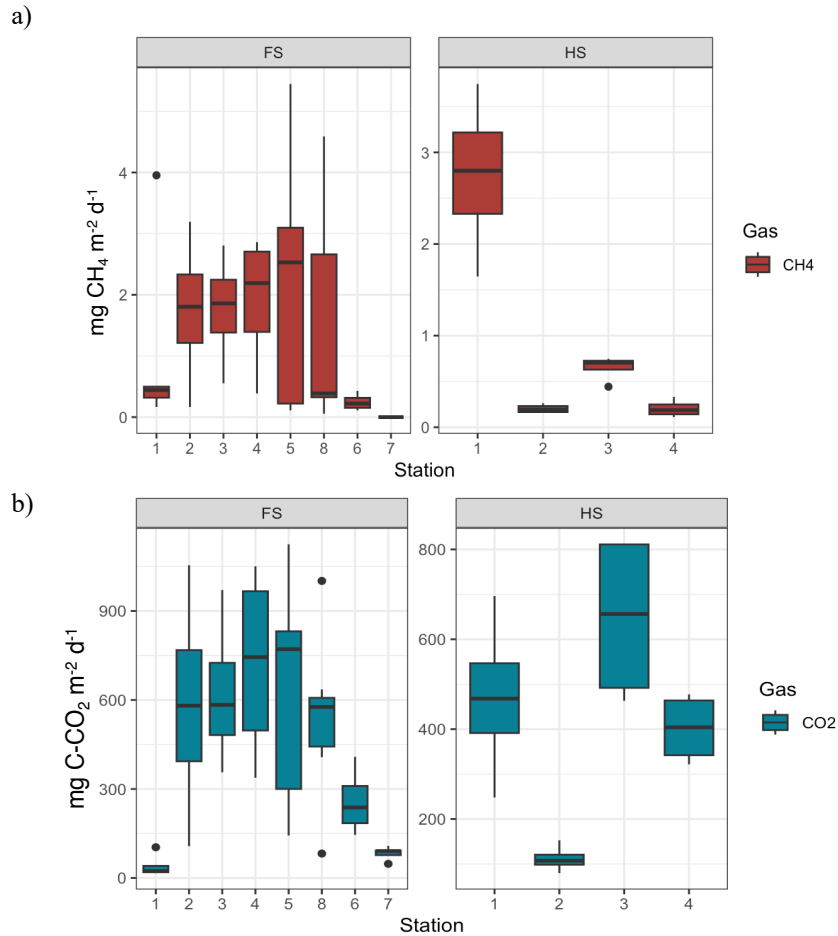 a)
FS
HS
mg CH₄ m⁻² d⁻¹
4
2
0
3
2
1
0
1 2 3 4 5 8 6 7
1 2 3 4
Station
Gas
CH4
b)
FS
HS
mg C-CO₂ m⁻² d⁻¹
900
600
300
0
800
600
400
200
1 2 3 4 5 8 6 7
1 2 3 4
Station
Gas
CO2